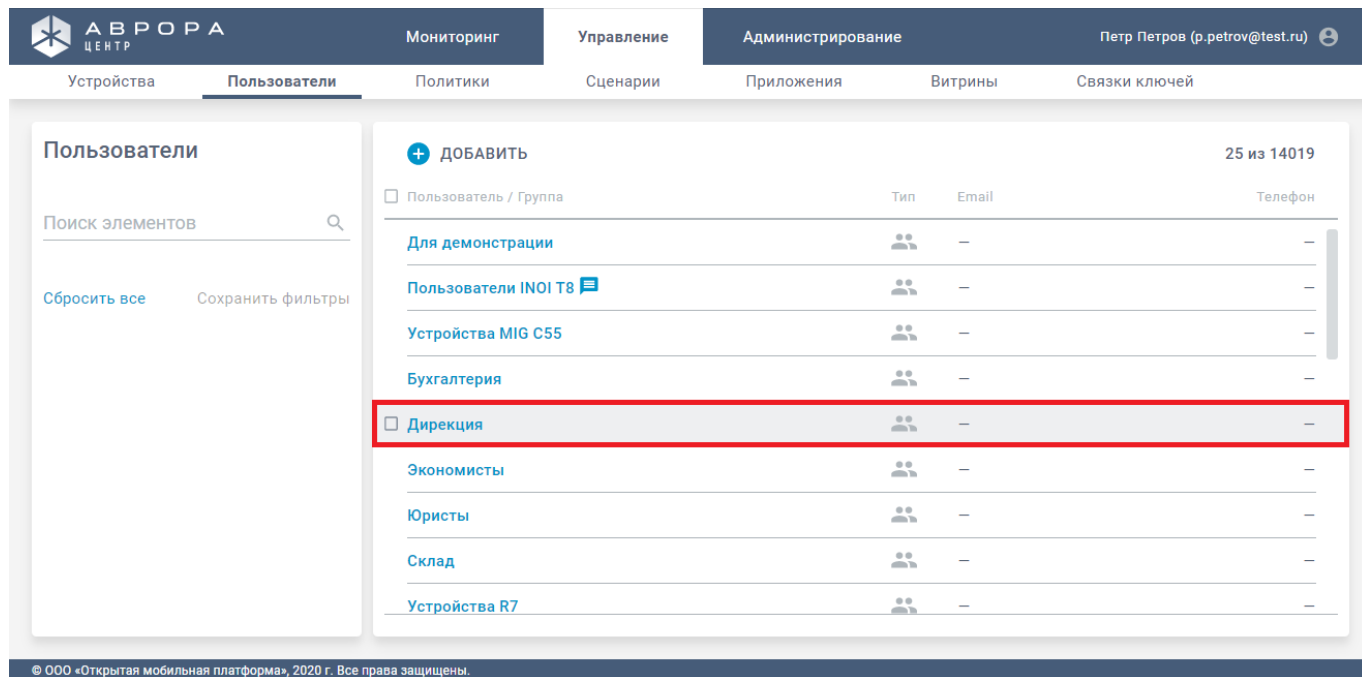 АВРОРА
ЦЕНТР
Мониторинг Управление Администрирование Петр Петров (p.petrov@test.ru)
Устройства Пользователи Политики Сценарии Приложения Витрины Связки ключей
Пользователи
Поиск элементов
Сбросить все Сохранить фильтры
ДОБАВИТЬ 25 из 14019
Пользователь / Группа Тип Email Телефон
Для демонстрации — —
Пользователи INOI T8 — —
Устройства MIG C55 — —
Бухгалтерия — —
Дирекция — —
Экономисты — —
Юристы — —
Склад — —
Устройства R7 — —
© ООО «Открытая мобильная платформа», 2020 г. Все права защищены.